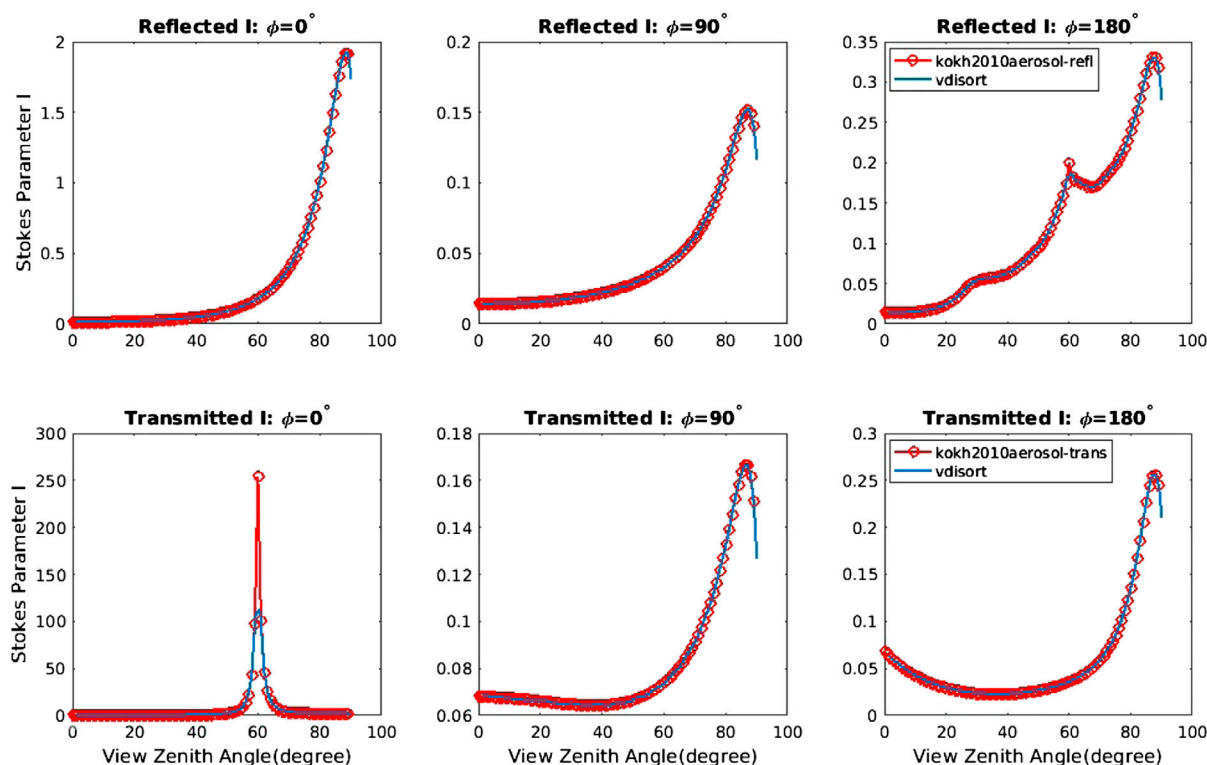 Reflected I: ϕ=0°
Reflected I: ϕ=90°
Reflected I: ϕ=180°
Stokes Parameter I
2
1.5
1
0.5
0
0 20 40 60 80 100
0.2
0.15
0.1
0.05
0
0 20 40 60 80 100
0.35
0.3
0.25
0.2
0.15
0.1
0.05
0
0 20 40 60 80 100
kokh2010aerosol-refl
vdisort
Transmitted I: ϕ=0°
Transmitted I: ϕ=90°
Transmitted I: ϕ=180°
Stokes Parameter I
300
250
200
150
100
50
0
0 20 40 60 80 100
View Zenith Angle(degree)
0.18
0.16
0.14
0.12
0.1
0.08
0.06
0 20 40 60 80 100
View Zenith Angle(degree)
0.3
0.25
0.2
0.15
0.1
0.05
0
0 20 40 60 80 100
View Zenith Angle(degree)
kokh2010aerosol-trans
vdisort